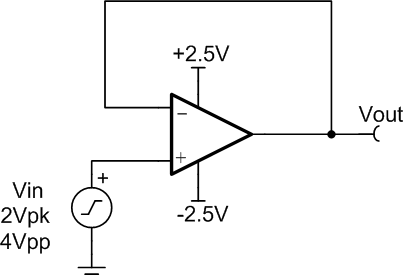 +2.5V
Vout
−
+
+
Vin
2Vpk
4Vpp
-2.5V